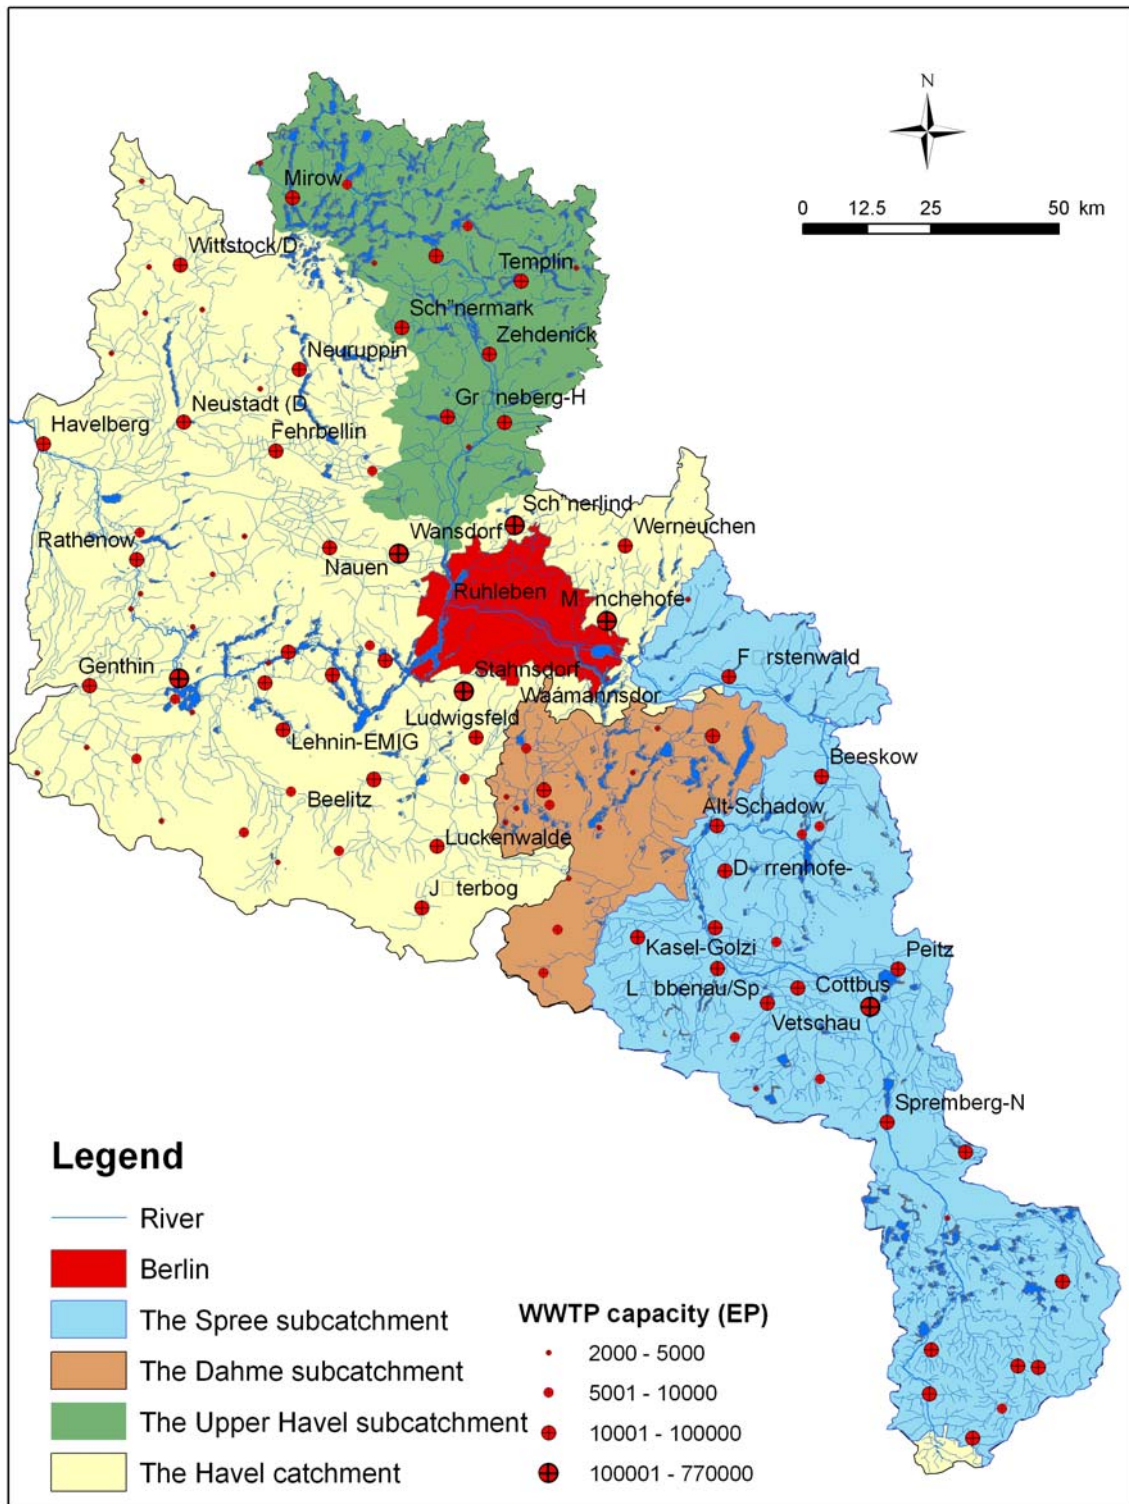 N
0 12.5 25 50 km
Mirow
Wittstock/D
Templin
Sch"nermark
Zehdenick
Neuruppin
Gr□neberg-H
Neustadt (D
Havelberg
Fehrbellin
Sch"nerlind
Wansdorf
Werneuchen
Rathenow
Nauen
Ruhleben
M□nchehofe
Genthin
Stahnsdorf
F□rstenwald
Waámannsdor
Ludwigsfeld
Lehnin-EMIG
Beeskow
Beelitz
Alt-Schadow
Luckenwalde
D□rrenhofe-
J□terbog
Kasel-Golzi
Peitz
L□bbenau/Sp
Cottbus
Vetschau
Spremberg-N
Legend
River
Berlin
The Spree subcatchment
The Dahme subcatchment
The Upper Havel subcatchment
The Havel catchment
WWTP capacity (EP)
2000 - 5000
5001 - 10000
10001 - 100000
100001 - 770000